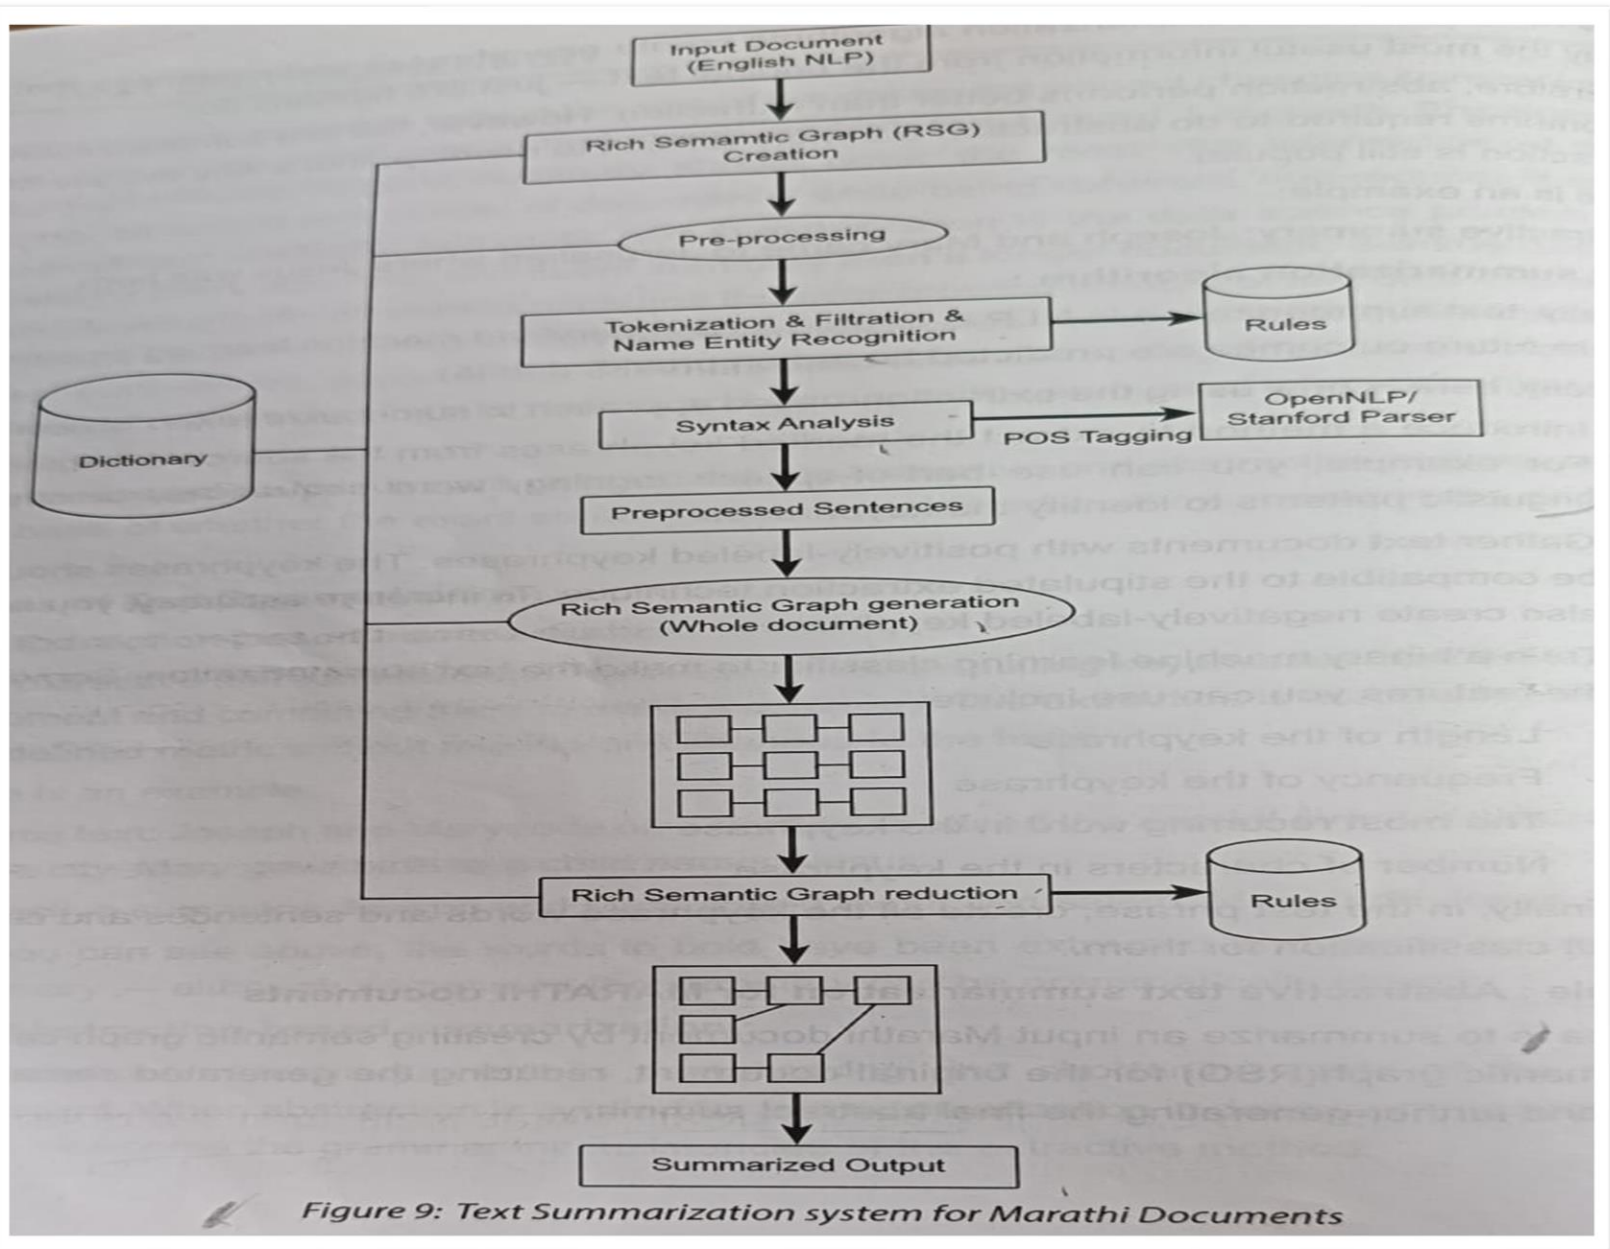 Input Document
(English NLP)
Rich Semamtic Graph (RSG)
Creation
Pre-processing
Tokenization & Filtration &
Name Entity Recognition
Rules
Syntax Analysis
POS Tagging
OpenNLP/
Stanford Parser
Dictionary
Preprocessed Sentences
Rich Semantic Graph generation
(Whole document)
Rich Semantic Graph reduction
Rules
Summarized Output
Figure 9: Text Summarization system for Marathi Documents